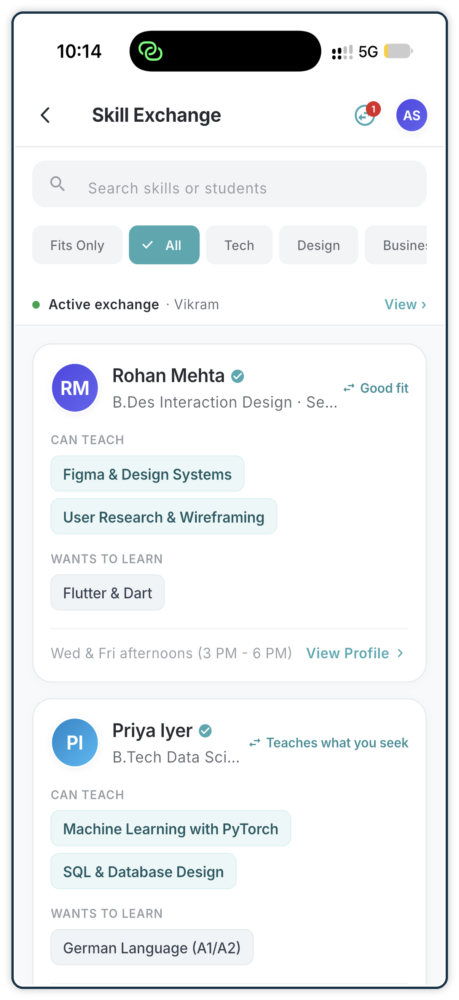 10:14 5G
Skill Exchange 1 AS
Search skills or students
Fits Only All Tech Design Busines
Active exchange · Vikram View ›
RM Rohan Mehta
B.Des Interaction Design · Se...
Good fit
CAN TEACH
Figma & Design Systems
User Research & Wireframing
WANTS TO LEARN
Flutter & Dart
Wed & Fri afternoons (3 PM - 6 PM) View Profile
PI Priya Iyer
B.Tech Data Sci...
Teaches what you seek
CAN TEACH
Machine Learning with PyTorch
SQL & Database Design
WANTS TO LEARN
German Language (A1/A2)